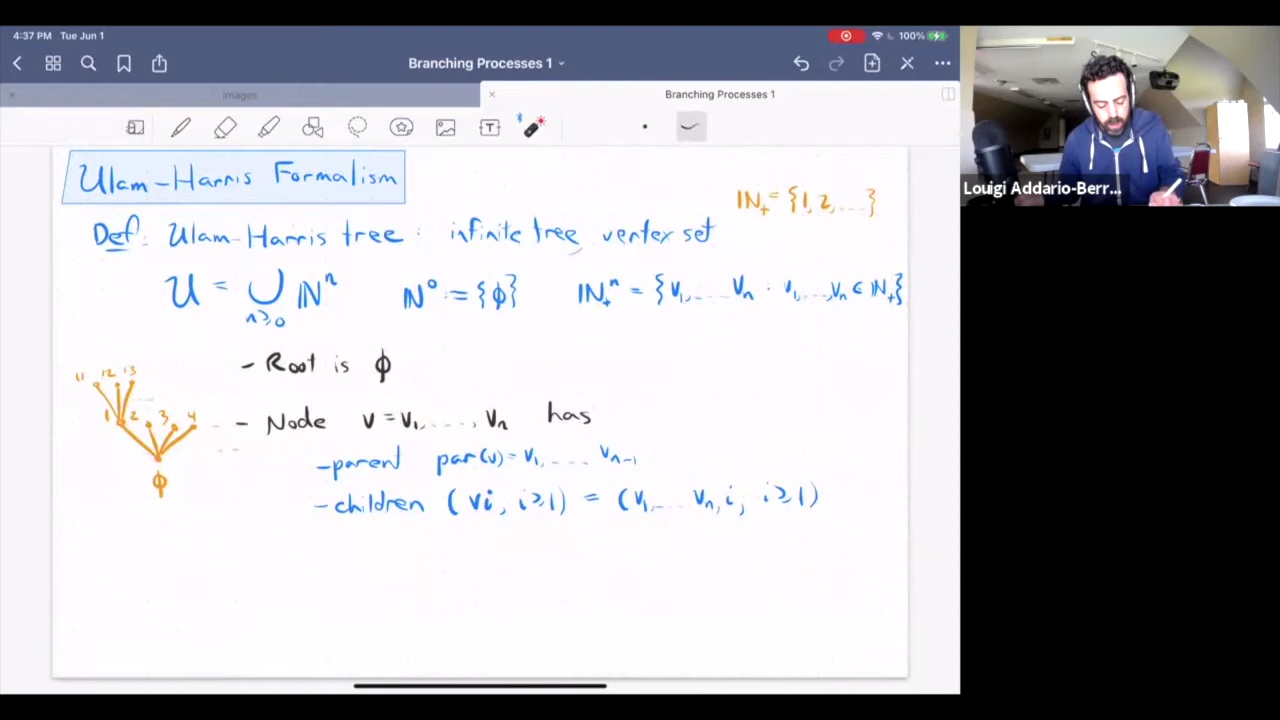 4:37 PM Tue Jun 1
100%
Branching Processes 1
images
Branching Processes 1
Louigi Addario-Berr...
Ulam-Harris Formalism
ℕ₊ = {1, 2, ...}
Def: Ulam-Harris tree: infinite tree, vertex set
U = ⋃ ℕⁿ ℕ⁰ := {φ} ℕ₊ⁿ = {v₁, ... vₙ : v₁, ..., vₙ ∈ ℕ₊}
n≥0
- Root is φ
11 12 13
1 2 3 4
φ
- Node v = v₁, ..., vₙ has
- parent par(v) = v₁, ... vₙ₋₁
- children (vi, i≥1) = (v₁, ... vₙ, i, i≥1)